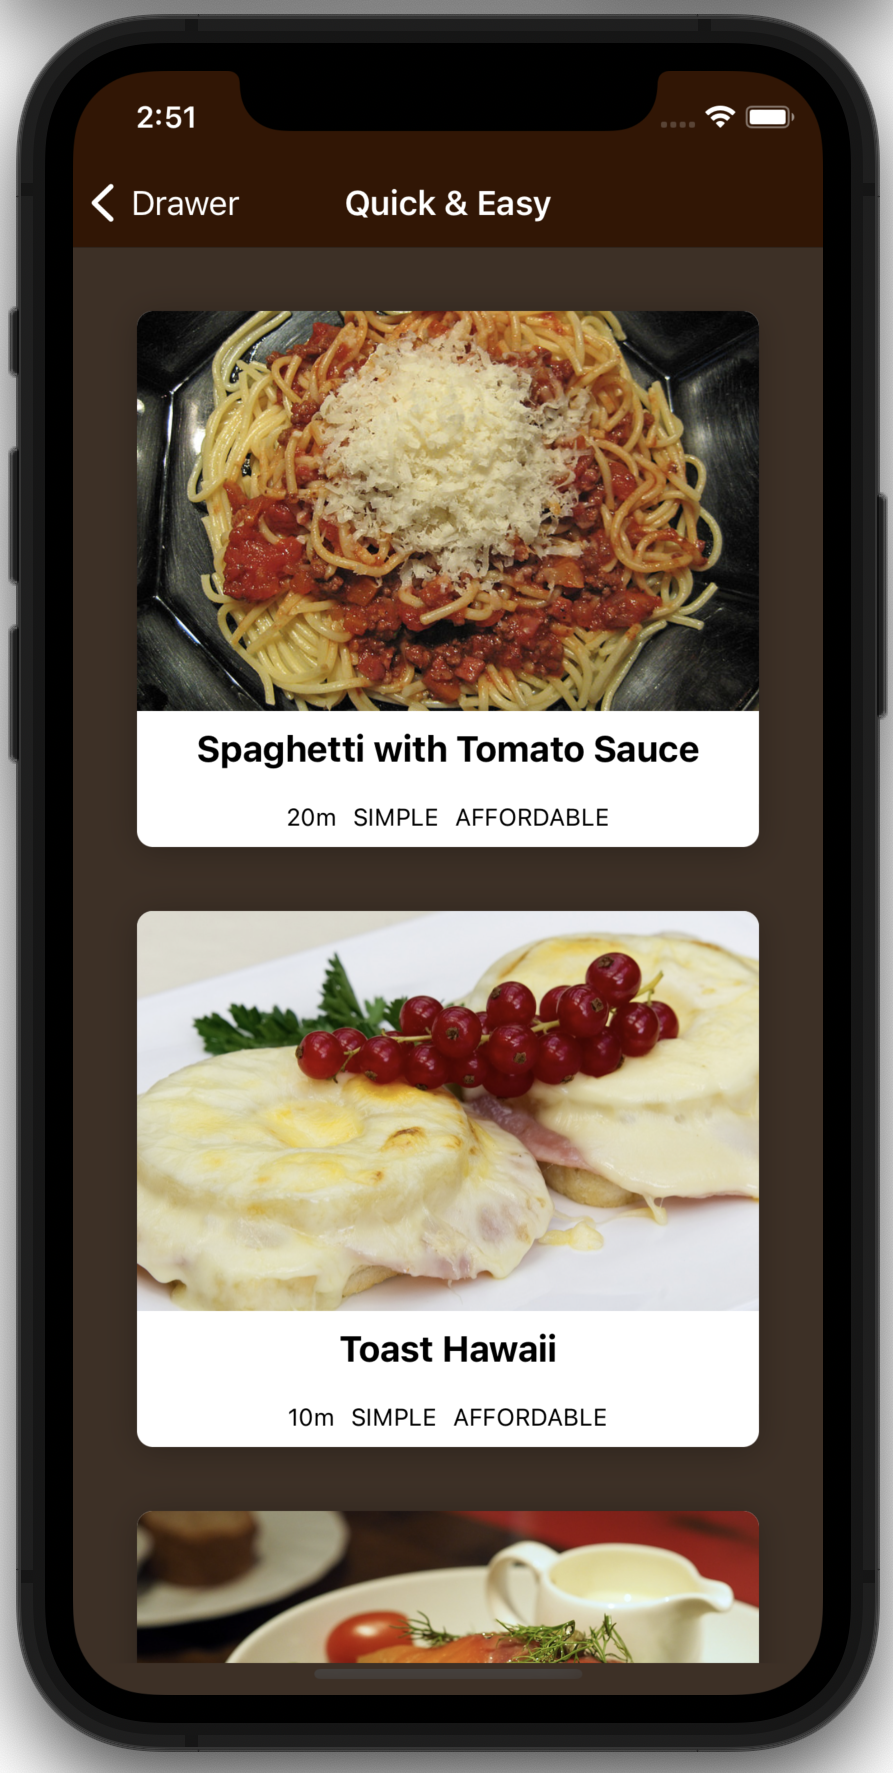 2:51
Drawer
Quick & Easy
Spaghetti with Tomato Sauce
20m SIMPLE AFFORDABLE
Toast Hawaii
10m SIMPLE AFFORDABLE